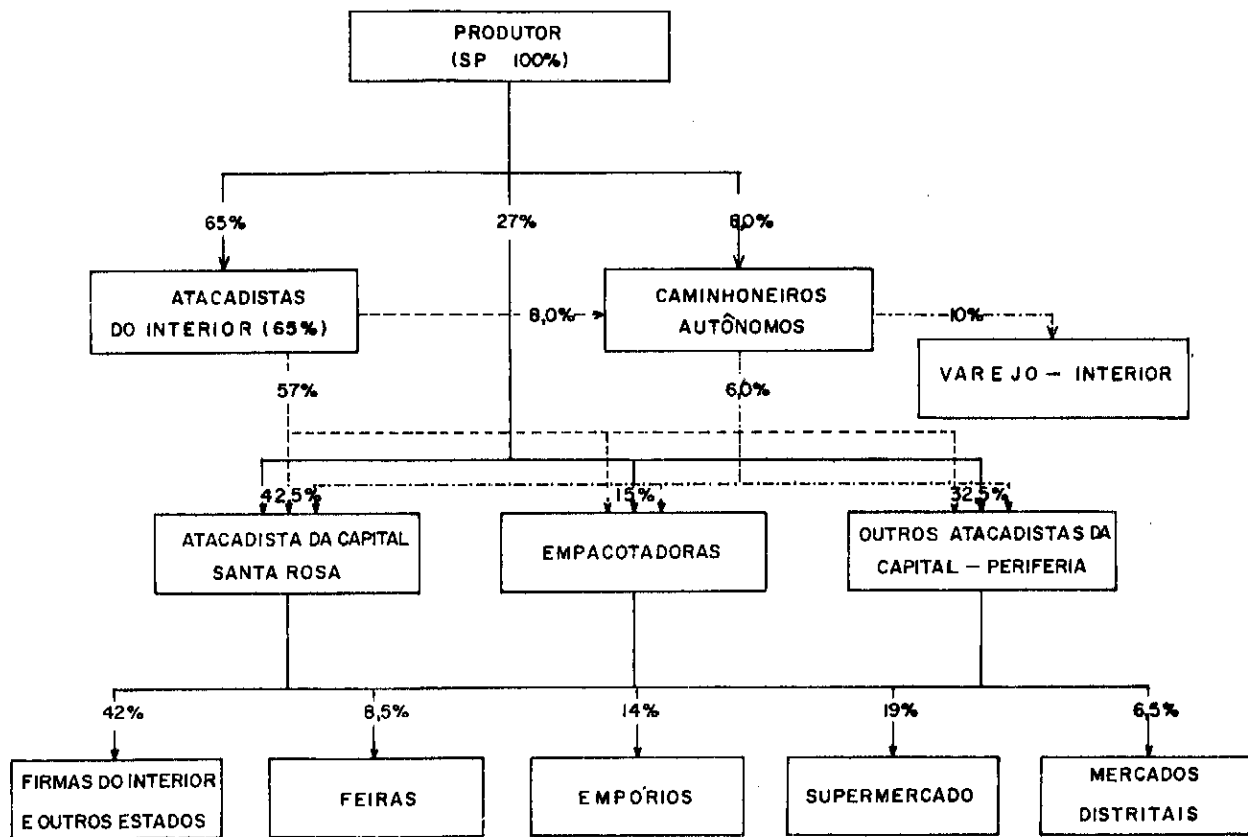 PRODUTOR
(SP 100%)
65%
27%
8,0%
ATACADISTAS
DO INTERIOR (65%)
8,0%
CAMINHONEIROS
AUTÔNOMOS
10%
VAREJO — INTERIOR
57%
6,0%
42,5%
15%
32,5%
ATACADISTA DA CAPITAL
SANTA ROSA
EMPACOTADORAS
OUTROS ATACADISTAS DA
CAPITAL — PERIFERIA
42%
8,5%
14%
19%
6,5%
FIRMAS DO INTERIOR
E OUTROS ESTADOS
FEIRAS
EMPÓRIOS
SUPERMERCADO
MERCADOS
DISTRITAIS